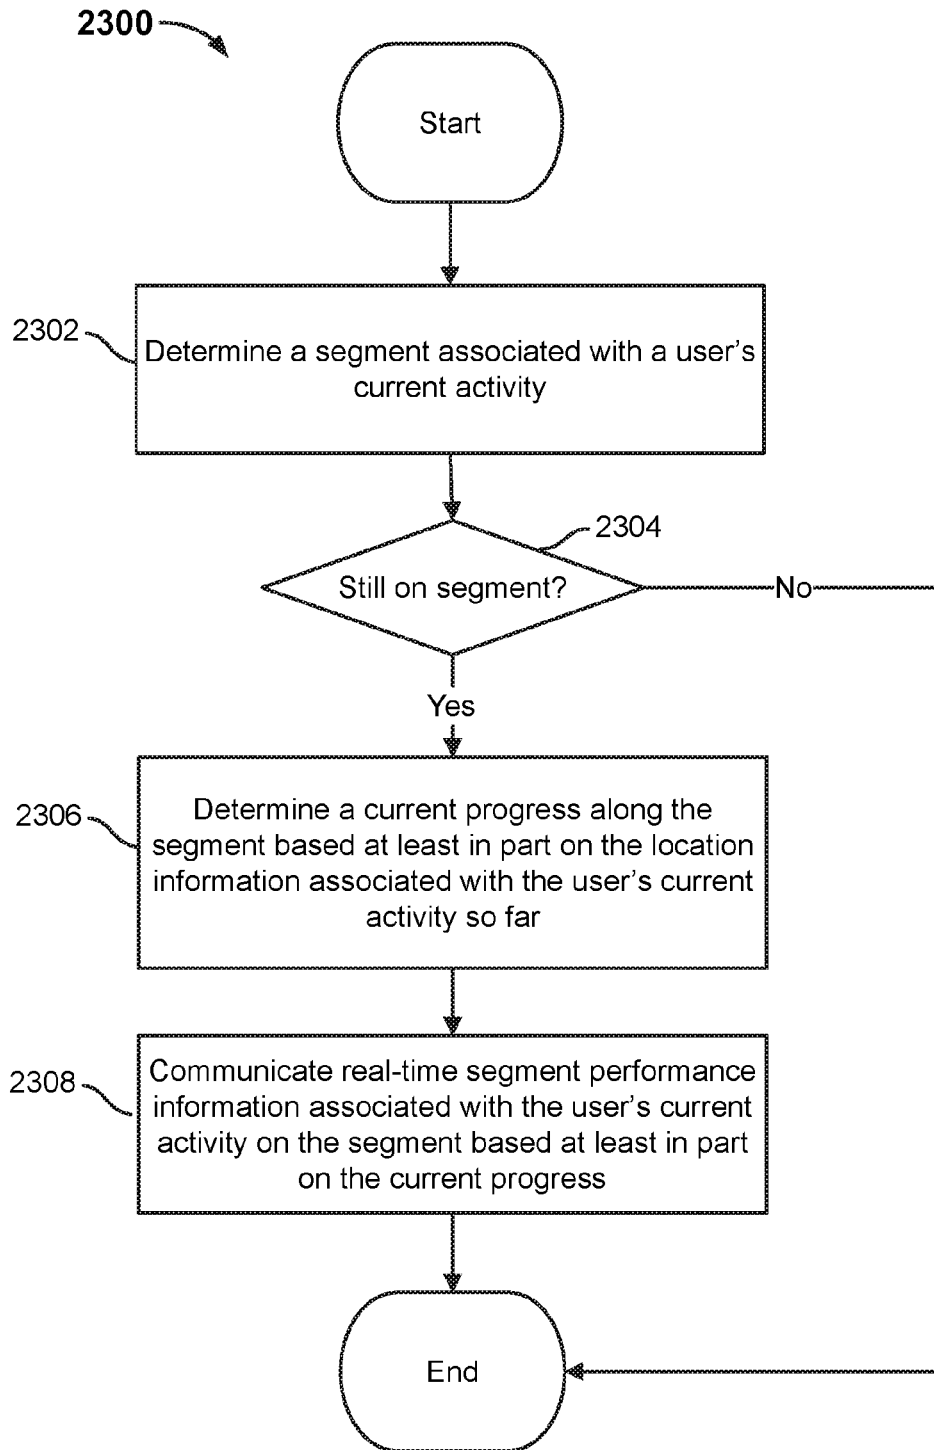 2300
Start
2302
Determine a segment associated with a user's
current activity
2304
Still on segment?
No
Yes
2306
Determine a current progress along the
segment based at least in part on the location
information associated with the user's current
activity so far
2308
Communicate real-time segment performance
information associated with the user's current
activity on the segment based at least in part
on the current progress
End